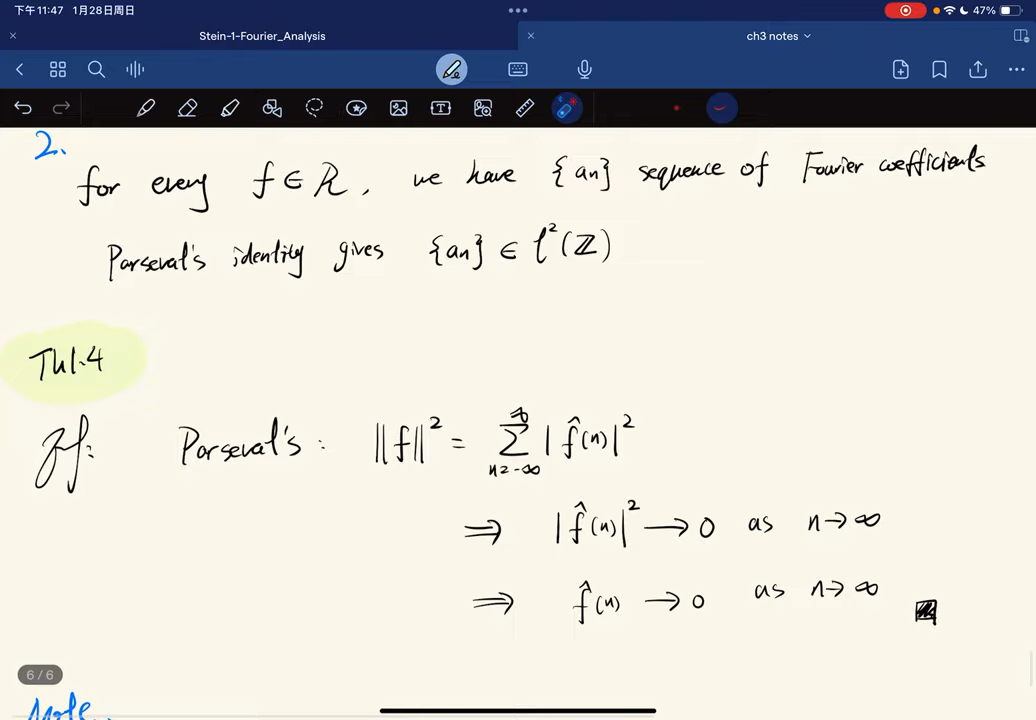 下午11:47 1月28日周日
47%
Stein-1-Fourier_Analysis
ch3 notes
2.
for every f ∈ R, we have {an} sequence of Fourier coefficients
Parseval's identity gives {an} ∈ ℓ²(ℤ)
Th1.4
pf: Parseval's : ||f||² = ∑_{n=-∞}^{∞} |f̂(n)|²
⟹ |f̂(n)|² → 0 as n→∞
⟹ f̂(n) → 0 as n→∞
6 / 6
Note.